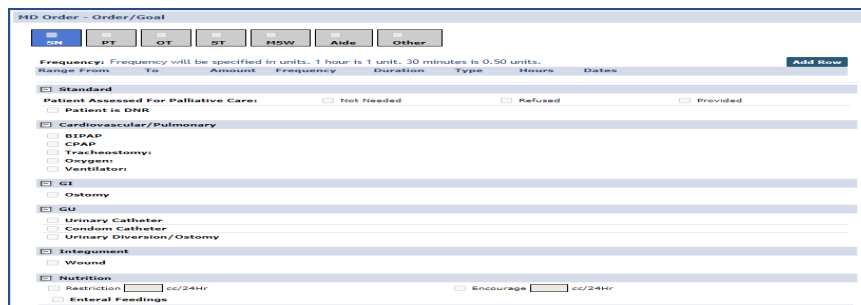 MD Order - Order/Goal
SN PT OT ST MSW Aide Other
Frequency: Frequency will be specified in units. 1 hour is 1 unit. 30 minutes is 0.50 units. Add Row
Range From To Amount Frequency Duration Type Hours Dates
Standard
Patient Assessed For Palliative Care: Not Needed Refused Provided
Patient is DNR
Cardiovascular/Pulmonary
BIPAP
CPAP
Tracheostomy:
Oxygen:
Ventilator:
GI
Ostomy
GU
Urinary Catheter
Condom Catheter
Urinary Diversion/Ostomy
Integument
Wound
Nutrition
Restriction cc/24Hr Encourage cc/24Hr
Enteral Feedings